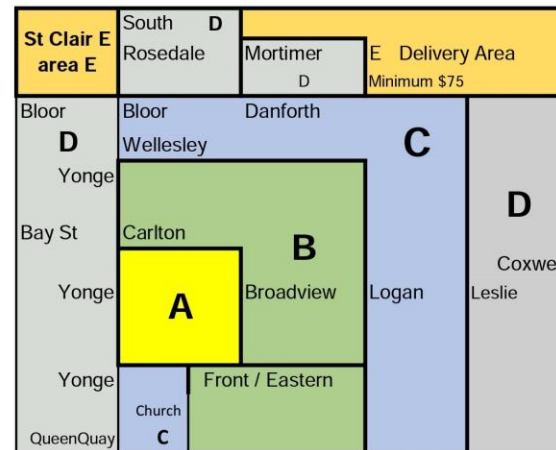 St Clair E
area E
South D
Rosedale
Mortimer
D
E Delivery Area
Minimum $75
Bloor
D
Bloor Danforth
Wellesley
C
Yonge
Bay St
Carlton
B
D
Coxwe
Yonge
A
Broadview
Logan
Leslie
Yonge
Front / Eastern
Church
C
QueenQuay